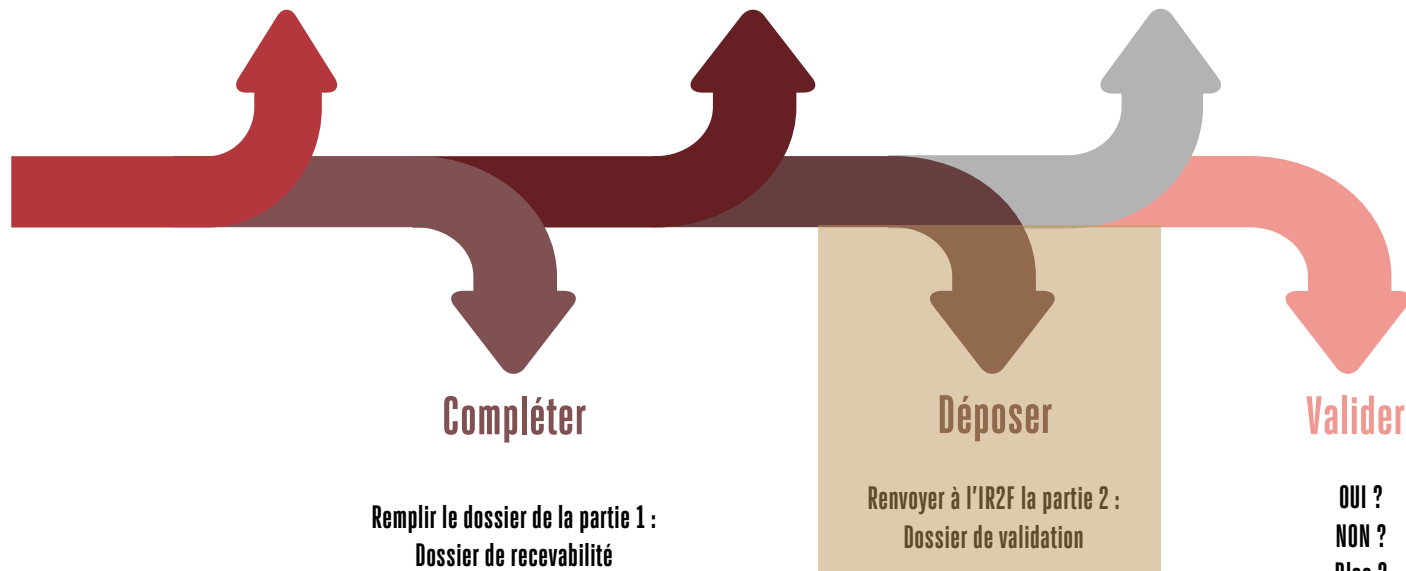 Compléter
Remplir le dossier de la partie 1 :
Dossier de recevabilité
Déposer
Renvoyer à l'IR2F la partie 2 :
Dossier de validation
Valider
OUI ?
NON ?